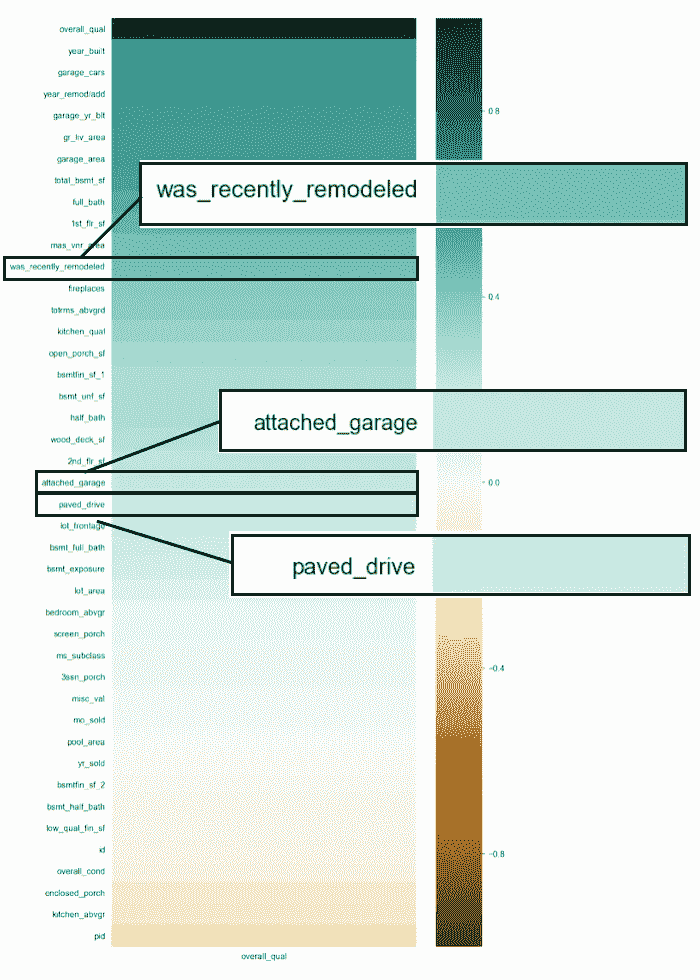 overall_qual
year_built
garage_cars
year_remod/add
garage_yr_blt
gr_liv_area
garage_area
total_bsmt_sf
full_bath
1st_flr_sf
mas_vnr_area
was_recently_remodeled
fireplaces
totrms_abvgrd
kitchen_qual
open_porch_sf
bsmtfin_sf_1
bsmt_unf_sf
half_bath
wood_deck_sf
2nd_flr_sf
attached_garage
paved_drive
lot_frontage
bsmt_full_bath
bsmt_exposure
lot_area
bedroom_abvgr
screen_porch
ms_subclass
3ssn_porch
misc_val
mo_sold
pool_area
yr_sold
bsmtfin_sf_2
bsmt_half_bath
low_qual_fin_sf
id
overall_cond
enclosed_porch
kitchen_abvgr
pid
overall_qual
was_recently_remodeled
attached_garage
paved_drive
0.8
0.4
0.0
-0.4
-0.8